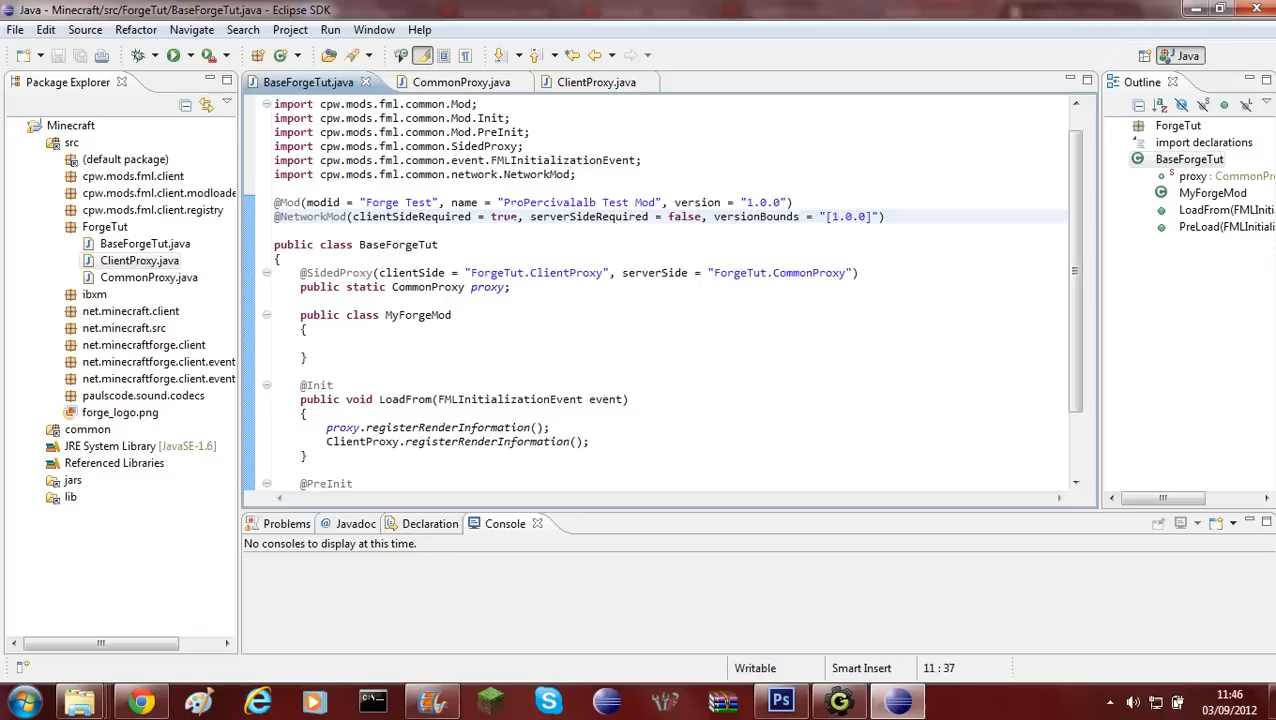 Java - Minecraft/src/ForgeTut/BaseForgeTut.java - Eclipse SDK
File Edit Source Refactor Navigate Search Project Run Window Help
Java
Package Explorer
Minecraft
src
(default package)
cpw.mods.fml.client
cpw.mods.fml.client.modloade
cpw.mods.fml.client.registry
ForgeTut
BaseForgeTut.java
ClientProxy.java
CommonProxy.java
ibxm
net.minecraft.client
net.minecraft.src
net.minecraftforge.client
net.minecraftforge.client.event
net.minecraftforge.client.event
paulscode.sound.codecs
forge_logo.png
common
JRE System Library [JavaSE-1.6]
Referenced Libraries
jars
lib
BaseForgeTut.java CommonProxy.java ClientProxy.java
import cpw.mods.fml.common.Mod;
import cpw.mods.fml.common.Mod.Init;
import cpw.mods.fml.common.Mod.PreInit;
import cpw.mods.fml.common.SidedProxy;
import cpw.mods.fml.common.event.FMLInitializationEvent;
import cpw.mods.fml.common.network.NetworkMod;
@Mod(modid = "Forge Test", name = "ProPercivalalb Test Mod", version = "1.0.0")
@NetworkMod(clientSideRequired = true, serverSideRequired = false, versionBounds = "[1.0.0]")
public class BaseForgeTut
{
@SidedProxy(clientSide = "ForgeTut.ClientProxy", serverSide = "ForgeTut.CommonProxy")
public static CommonProxy proxy;
public class MyForgeMod
{
}
@Init
public void LoadFrom(FMLInitializationEvent event)
{
proxy.registerRenderInformation();
ClientProxy.registerRenderInformation();
}
@PreInit
Outline
ForgeTut
import declarations
BaseForgeTut
proxy : CommonPr
MyForgeMod
LoadFrom(FMLIniti
PreLoad(FMLInitiali
Problems Javadoc Declaration Console
No consoles to display at this time.
Writable Smart Insert 11 : 37
11:46
03/09/2012